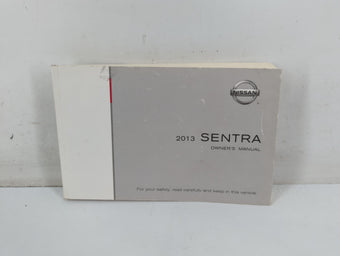 NISSAN
2013 SENTRA
OWNER'S MANUAL
For your safety, read carefully and keep in this vehicle.